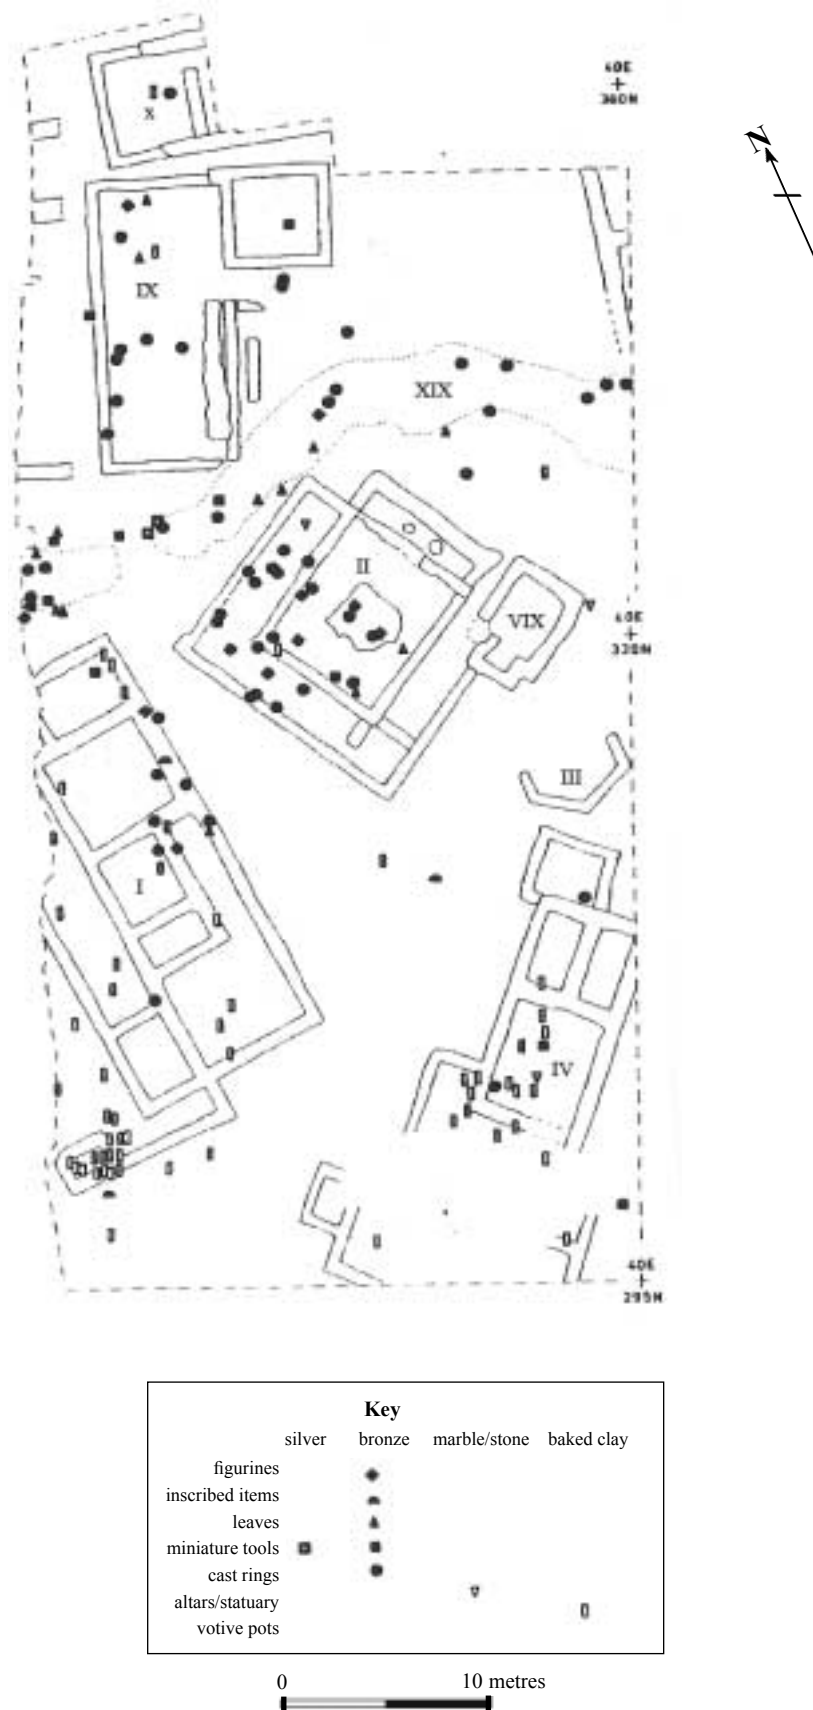 40E
360N
N
X
IX
XIX
II
VIX
40E
330N
III
I
IV
40E
295N
Key
silver bronze marble/stone baked clay
figurines
inscribed items
leaves
miniature tools
cast rings
altars/statuary
votive pots
0 10 metres